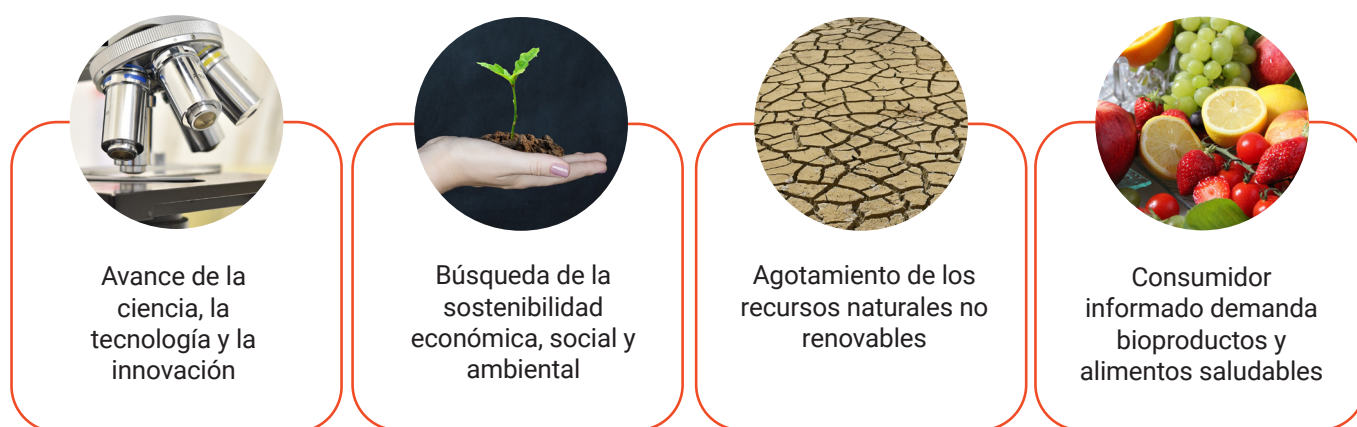 Avance de la
ciencia, la
tecnología y la
innovación
Búsqueda de la
sostenibilidad
económica, social y
ambiental
Agotamiento de los
recursos naturales no
renovables
Consumidor
informado demanda
bioproductos y
alimentos saludables